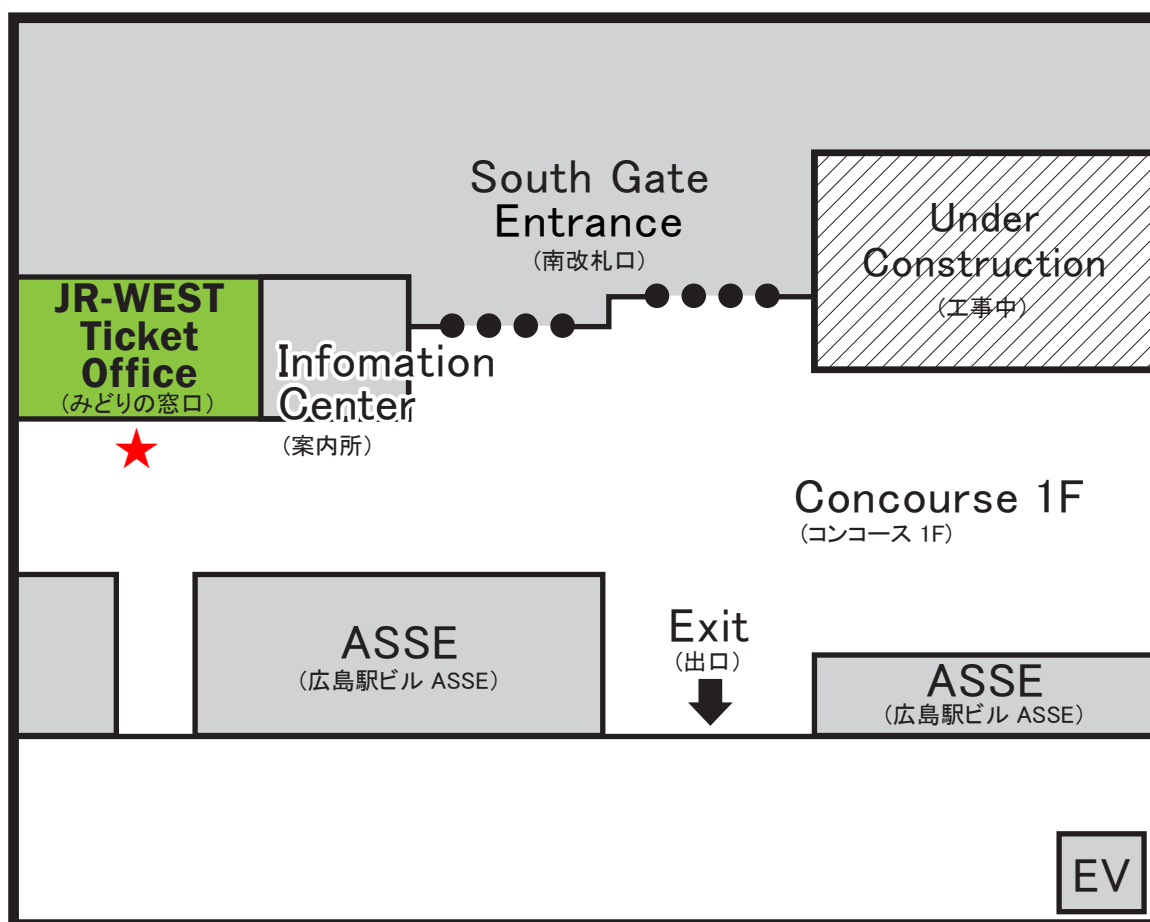 South Gate
Entrance
（南改札口）
Under
Construction
（工事中）
JR-WEST
Ticket
Office
（みどりの窓口）
Infomation
Center
（案内所）
Concourse 1F
（コンコース 1F）
ASSE
（広島駅ビル ASSE）
Exit
（出口）
ASSE
（広島駅ビル ASSE）
EV